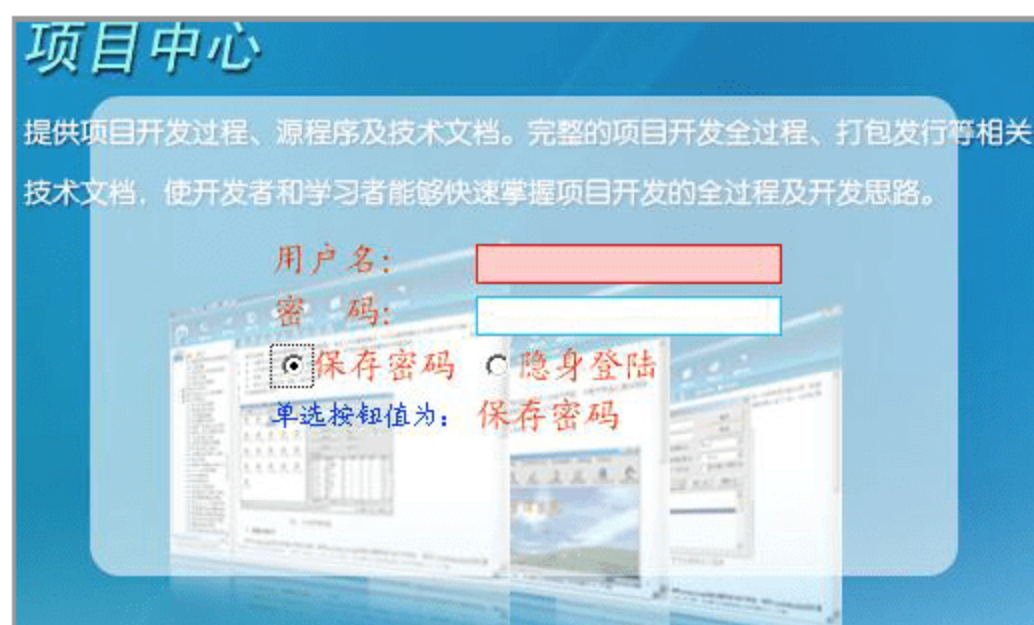 项目中心
提供项目开发过程、源程序及技术文档。完整的项目开发全过程、打包发行等相关
技术文档，使开发者和学习者能够快速掌握项目开发的全过程及开发思路。
用户名：
密 码：
保存密码 隐身登陆
单选按钮值为： 保存密码